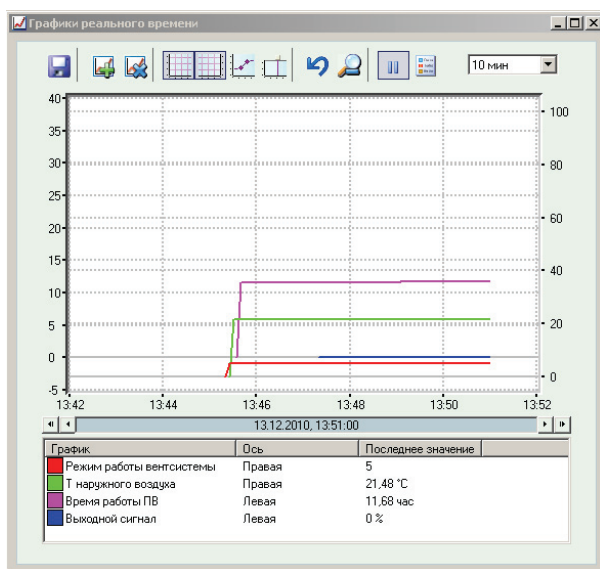 Графики реального времени
10 мин
40
35
30
25
20
15
10
5
0
-5
100
80
60
40
20
0
13:42 13:44 13:46 13:48 13:50 13:52
13.12.2010, 13:51:00
График Ось Последнее значение
Режим работы вентсистемы Правая 5
Т наружного воздуха Правая 21,48 °C
Время работы ПВ Левая 11,68 час
Выходной сигнал Левая 0 %